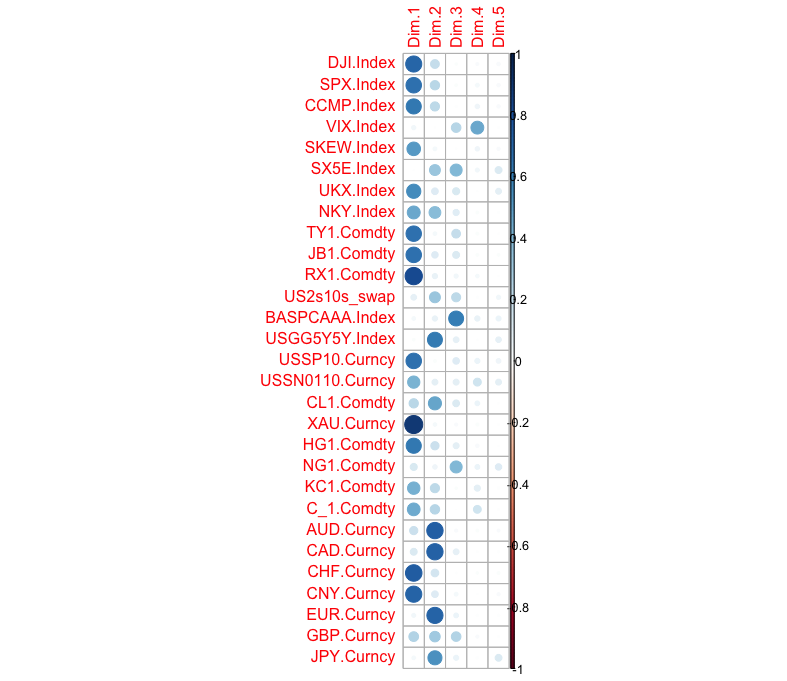 Dim.1 Dim.2 Dim.3 Dim.4 Dim.5
DJI.Index
SPX.Index
CCMP.Index
VIX.Index
SKEW.Index
SX5E.Index
UKX.Index
NKY.Index
TY1.Comdty
JB1.Comdty
RX1.Comdty
US2s10s_swap
BASPCAAA.Index
USGG5Y5Y.Index
USSP10.Curncy
USSN0110.Curncy
CL1.Comdty
XAU.Curncy
HG1.Comdty
NG1.Comdty
KC1.Comdty
C_1.Comdty
AUD.Curncy
CAD.Curncy
CHF.Curncy
CNY.Curncy
EUR.Curncy
GBP.Curncy
JPY.Curncy
1
0.8
0.6
0.4
0.2
0
-0.2
-0.4
-0.6
-0.8
-1